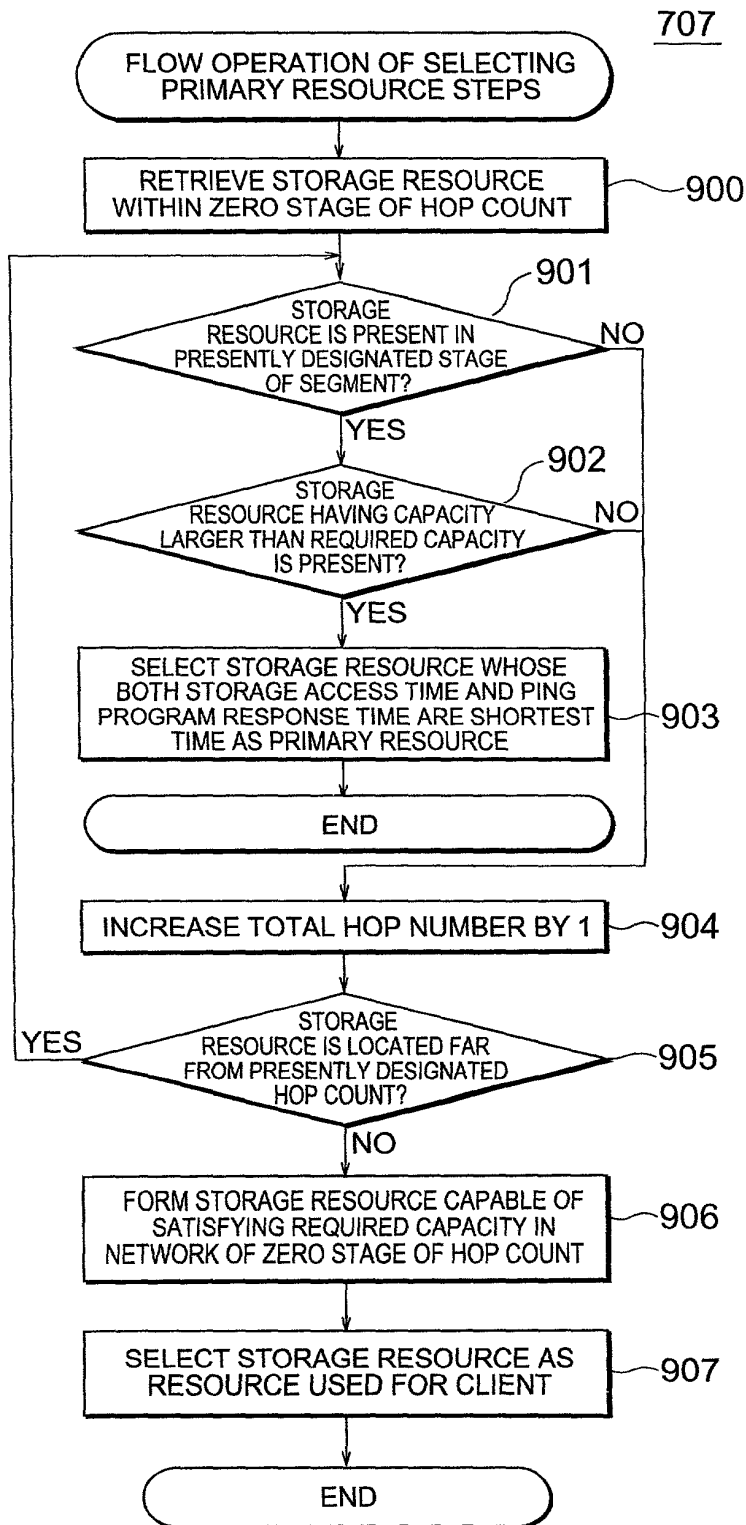 707
FLOW OPERATION OF SELECTING
PRIMARY RESOURCE STEPS
RETRIEVE STORAGE RESOURCE
WITHIN ZERO STAGE OF HOP COUNT
900
901
STORAGE
RESOURCE IS PRESENT IN
PRESENTLY DESIGNATED STAGE
OF SEGMENT?
NO
YES
902
STORAGE
RESOURCE HAVING CAPACITY
LARGER THAN REQUIRED CAPACITY
IS PRESENT?
NO
YES
SELECT STORAGE RESOURCE WHOSE
BOTH STORAGE ACCESS TIME AND PING
PROGRAM RESPONSE TIME ARE SHORTEST
TIME AS PRIMARY RESOURCE
903
END
INCREASE TOTAL HOP NUMBER BY 1
904
STORAGE
RESOURCE IS LOCATED FAR
FROM PRESENTLY DESIGNATED
HOP COUNT?
YES
905
NO
FORM STORAGE RESOURCE CAPABLE OF
SATISFYING REQUIRED CAPACITY IN
NETWORK OF ZERO STAGE OF HOP COUNT
906
SELECT STORAGE RESOURCE AS
RESOURCE USED FOR CLIENT
907
END